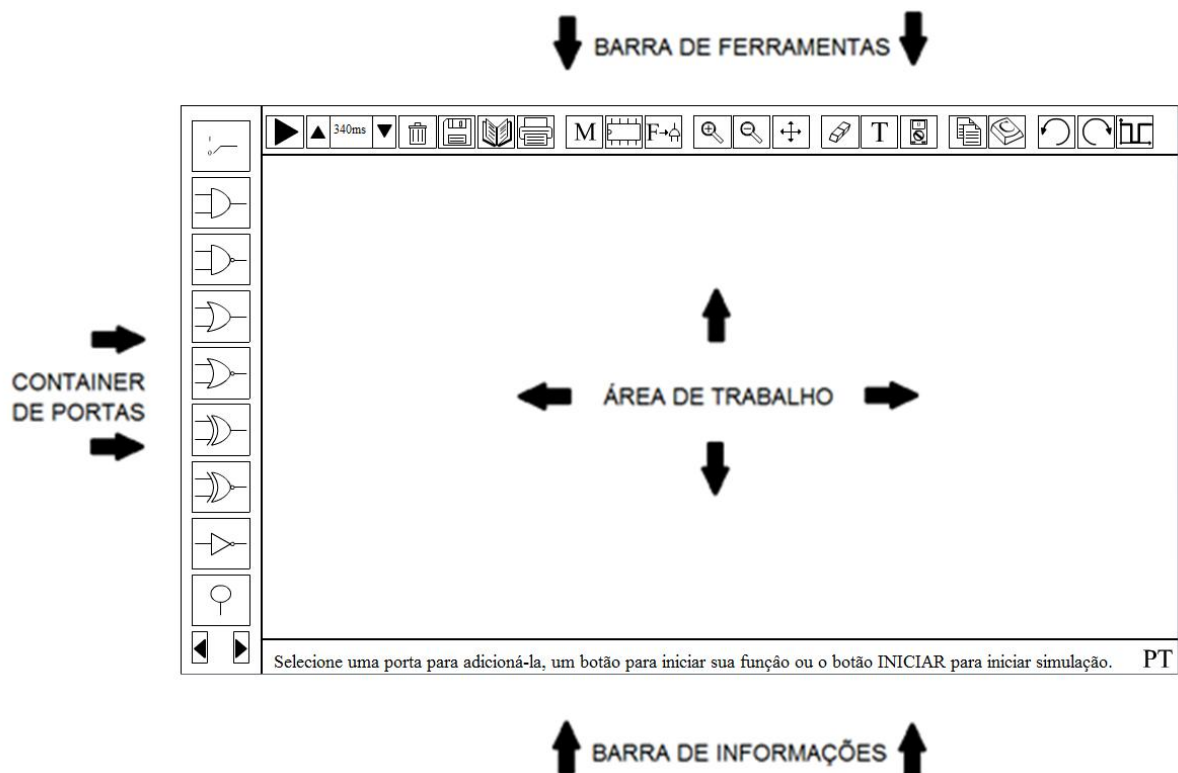 BARRA DE FERRAMENTAS
340ms
M
F
T
CONTAINER
DE PORTAS
ÁREA DE TRABALHO
Selecione uma porta para adicioná-la, um botão para iniciar sua função ou o botão INICIAR para iniciar simulação. PT
BARRA DE INFORMAÇÕES